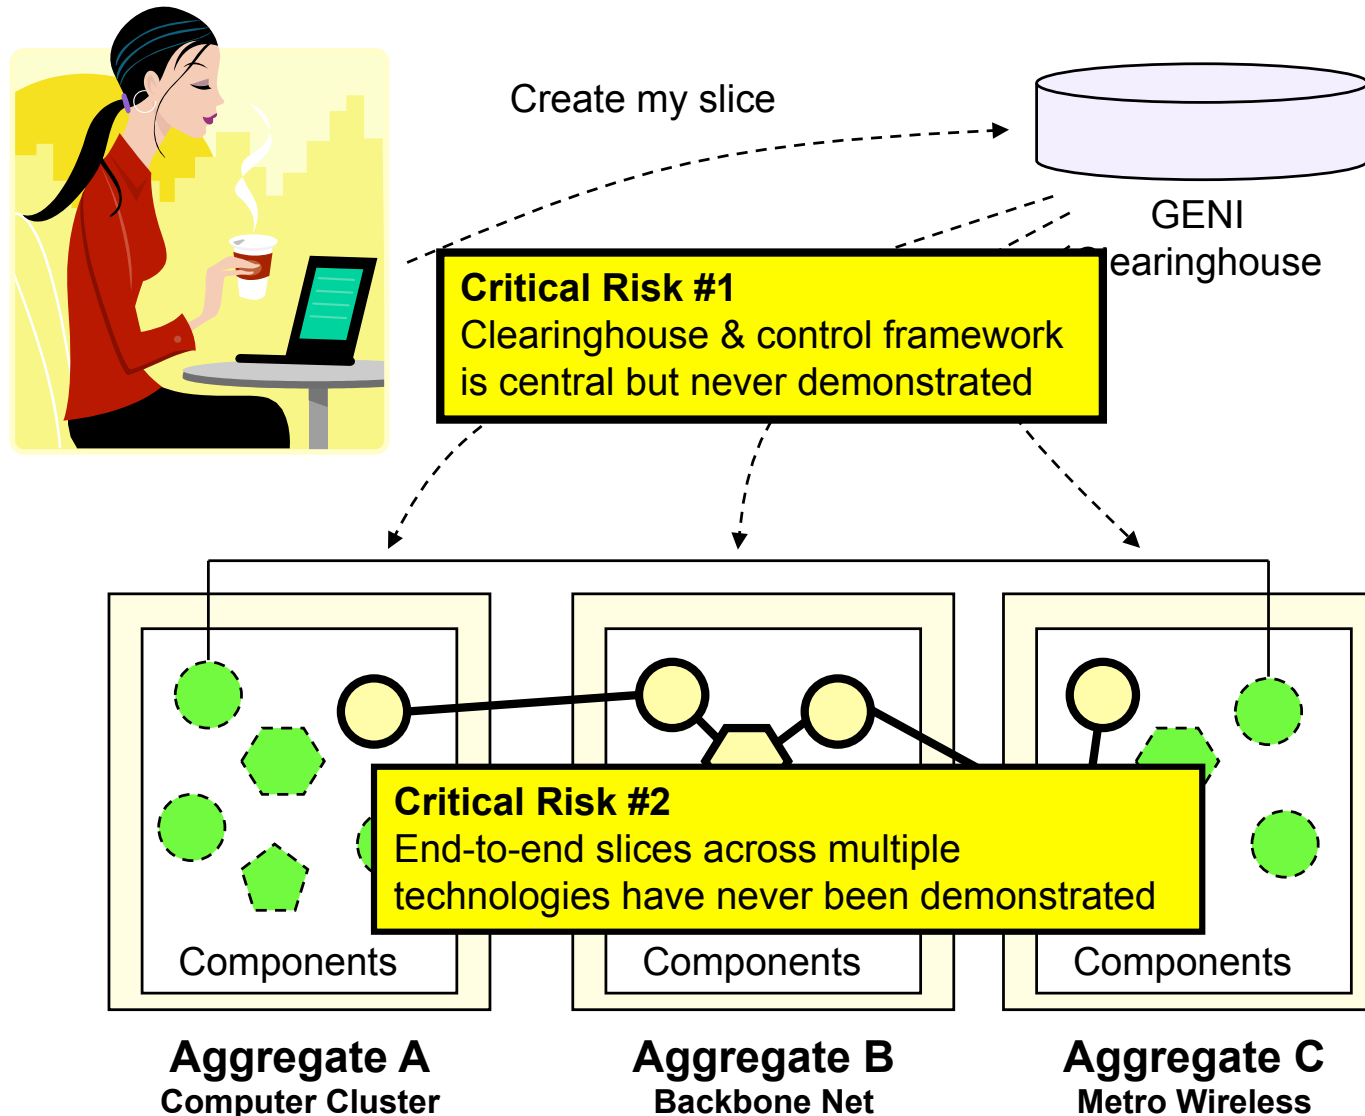 Create my slice
GENI
earinghouse
Critical Risk #1
Clearinghouse & control framework
is central but never demonstrated
Critical Risk #2
End-to-end slices across multiple
technologies have never been demonstrated
Components
Components
Components
Aggregate A
Computer Cluster
Aggregate B
Backbone Net
Aggregate C
Metro Wireless